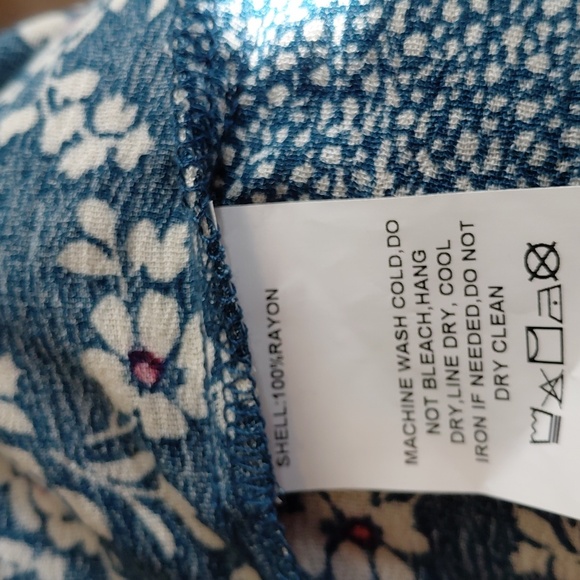 SHELL:100%RAYON
MACHINE WASH COLD,DO
NOT BLEACH,HANG
DRY,LINE DRY, COOL
IRON IF NEEDED,DO NOT
DRY CLEAN